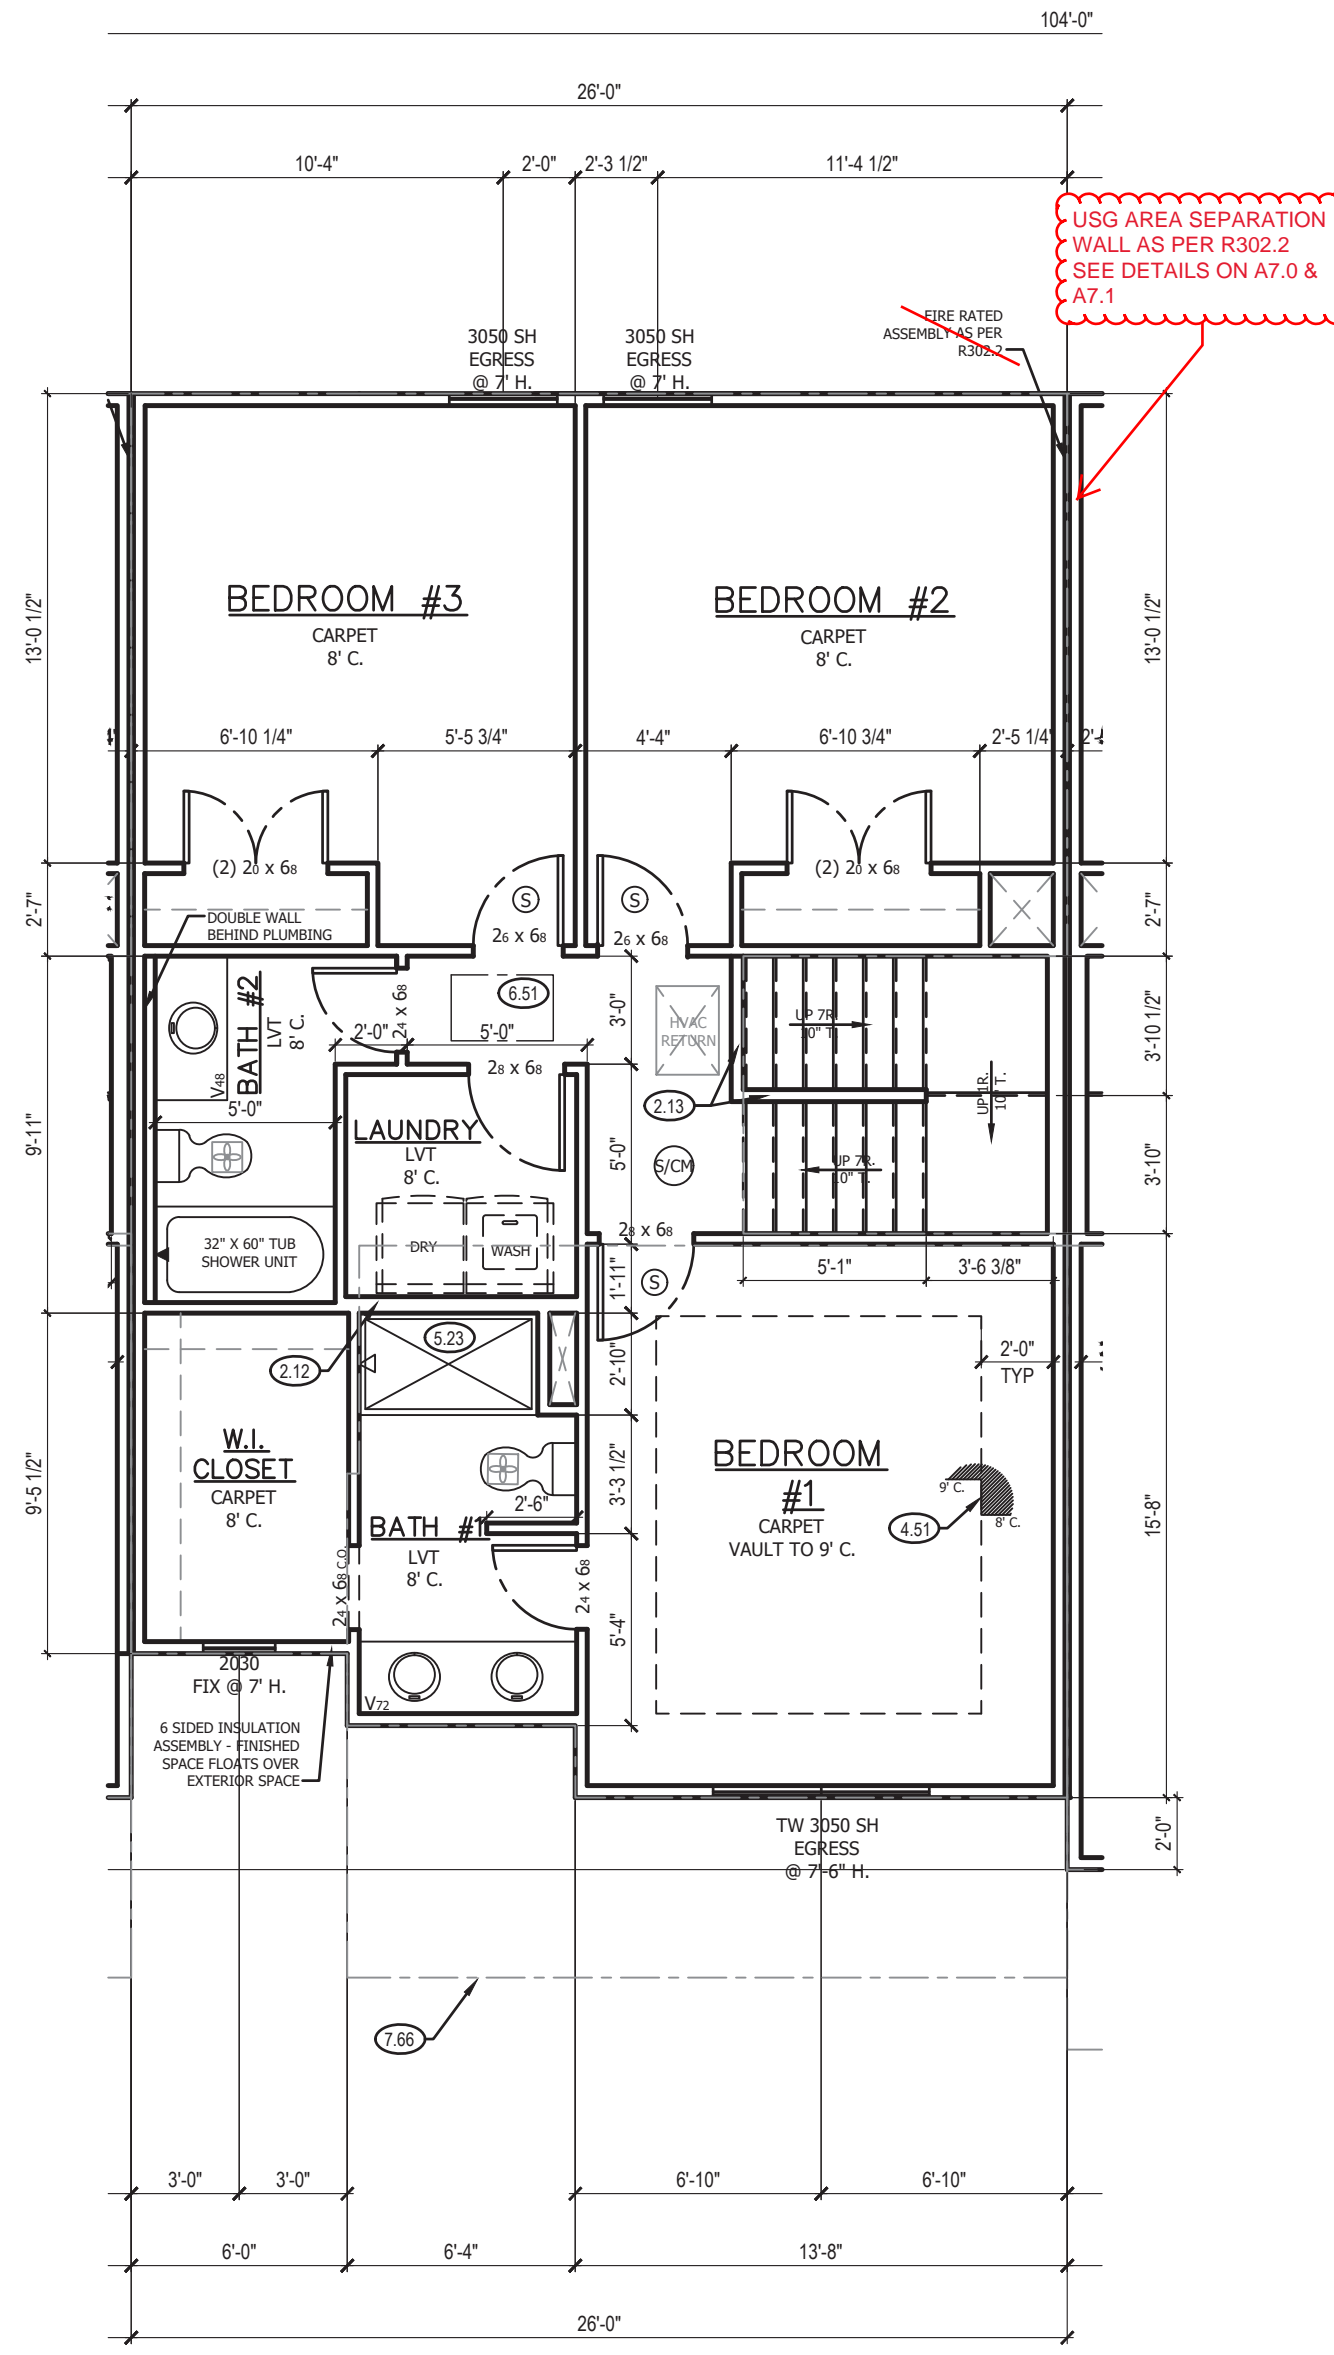 104'-0"
26'-0"
10'-4"
2'-0"
2'-3 1/2"
11'-4 1/2"
USG AREA SEPARATION
WALL AS PER R302.2
SEE DETAILS ON A7.0 &
A7.1
FIRE RATED
ASSEMBLY AS PER
R302.2
3050 SH
EGRESS
@ 7' H.
3050 SH
EGRESS
@ 7' H.
BEDROOM #3
CARPET
8' C.
BEDROOM #2
CARPET
8' C.
13'-0 1/2"
13'-0 1/2"
6'-10 1/4"
5'-5 3/4"
4'-4"
6'-10 3/4"
2'-5 1/4"
(2) 20 x 68
(2) 20 x 68
2'-7"
2'-7"
DOUBLE WALL
BEHIND PLUMBING
S
S
26 x 68
26 x 68
BATH #2
LVT
8' C.
24 x 68
6.51
3'-0"
HVAC
RETURN
UP 7R.
10" T.
3'-10 1/2"
2'-0"
5'-0"
28 x 68
V48
5'-0"
2.13
UP 1R.
10" T.
9'-11"
LAUNDRY
LVT
8' C.
5'-0"
S/CM
UP 7R.
10" T.
3'-10"
32" X 60" TUB
SHOWER UNIT
DRY
WASH
28 x 68
S
1'-11"
5'-1"
3'-6 3/8"
5.23
2.12
2'-10"
2'-0"
TYP
W.I.
CLOSET
CARPET
8' C.
9'-5 1/2"
3'-3 1/2"
2'-6"
BEDROOM
#1
CARPET
VAULT TO 9' C.
9' C.
8' C.
4.51
15'-8"
BATH #1
LVT
8' C.
24 x 68 C.O.
24 x 68
5'-4"
2030
FIX @ 7' H.
V72
6 SIDED INSULATION
ASSEMBLY - FINISHED
SPACE FLOATS OVER
EXTERIOR SPACE
TW 3050 SH
EGRESS
@ 7'-6" H.
2'-0"
7.66
3'-0"
3'-0"
6'-10"
6'-10"
6'-0"
6'-4"
13'-8"
26'-0"